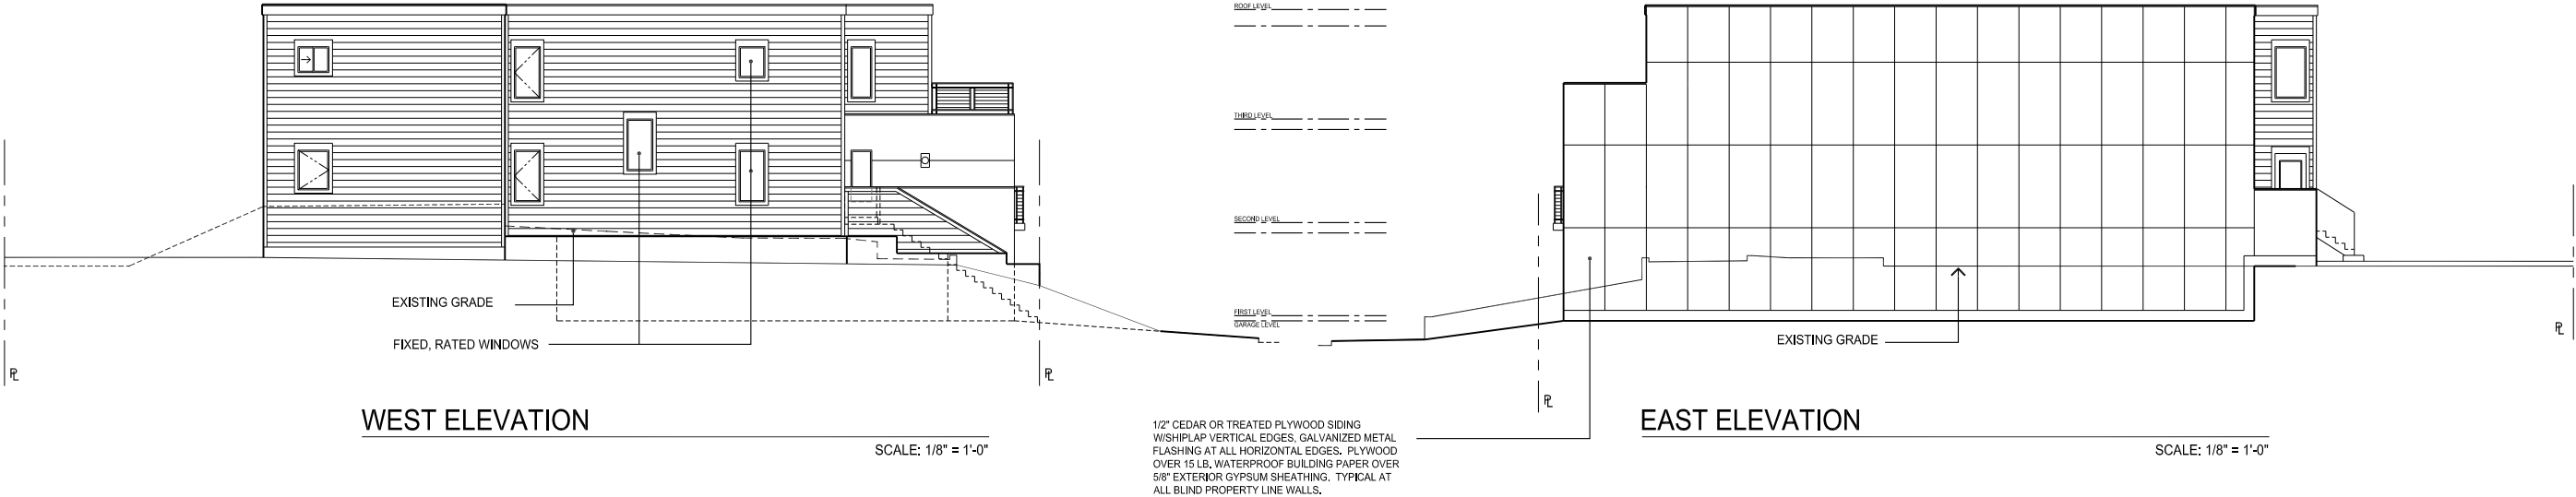 ROOF LEVEL
THIRD LEVEL
SECOND LEVEL
FIRST LEVEL
GARAGE LEVEL
EXISTING GRADE
FIXED, RATED WINDOWS
EXISTING GRADE
PL
PL
PL
PL
WEST ELEVATION
SCALE: 1/8" = 1'-0"
1/2" CEDAR OR TREATED PLYWOOD SIDING
W/SHIPLAP VERTICAL EDGES, GALVANIZED METAL
FLASHING AT ALL HORIZONTAL EDGES. PLYWOOD
OVER 15 LB. WATERPROOF BUILDING PAPER OVER
5/8" EXTERIOR GYPSUM SHEATHING. TYPICAL AT
ALL BLIND PROPERTY LINE WALLS.
EAST ELEVATION
SCALE: 1/8" = 1'-0"